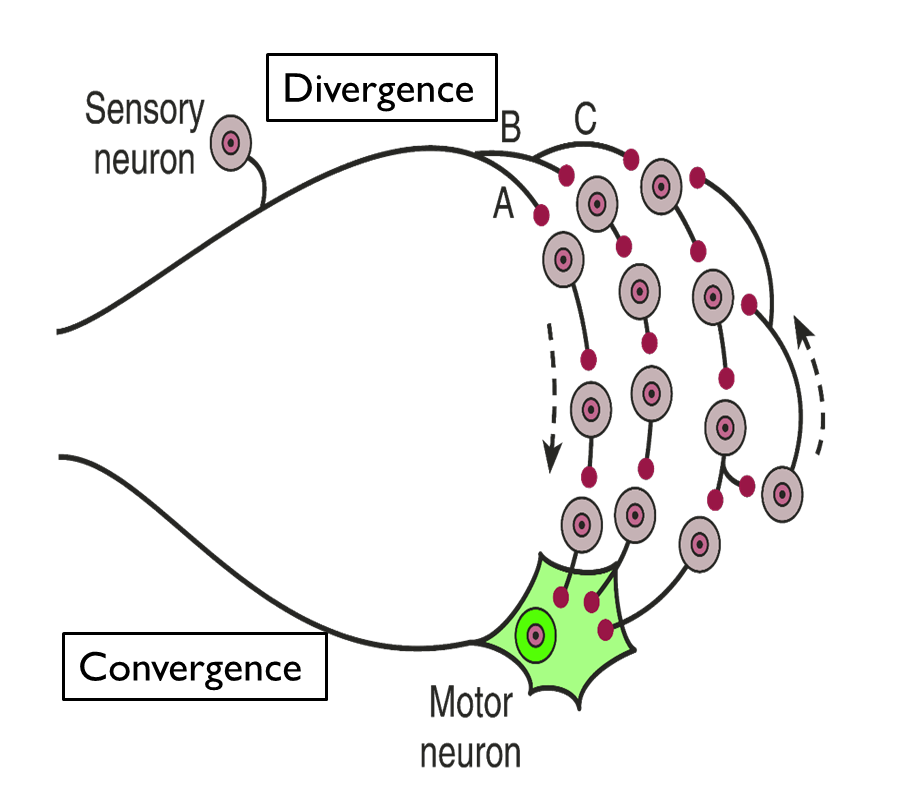 Divergence
Sensory
neuron
B
C
A
Convergence
Motor
neuron